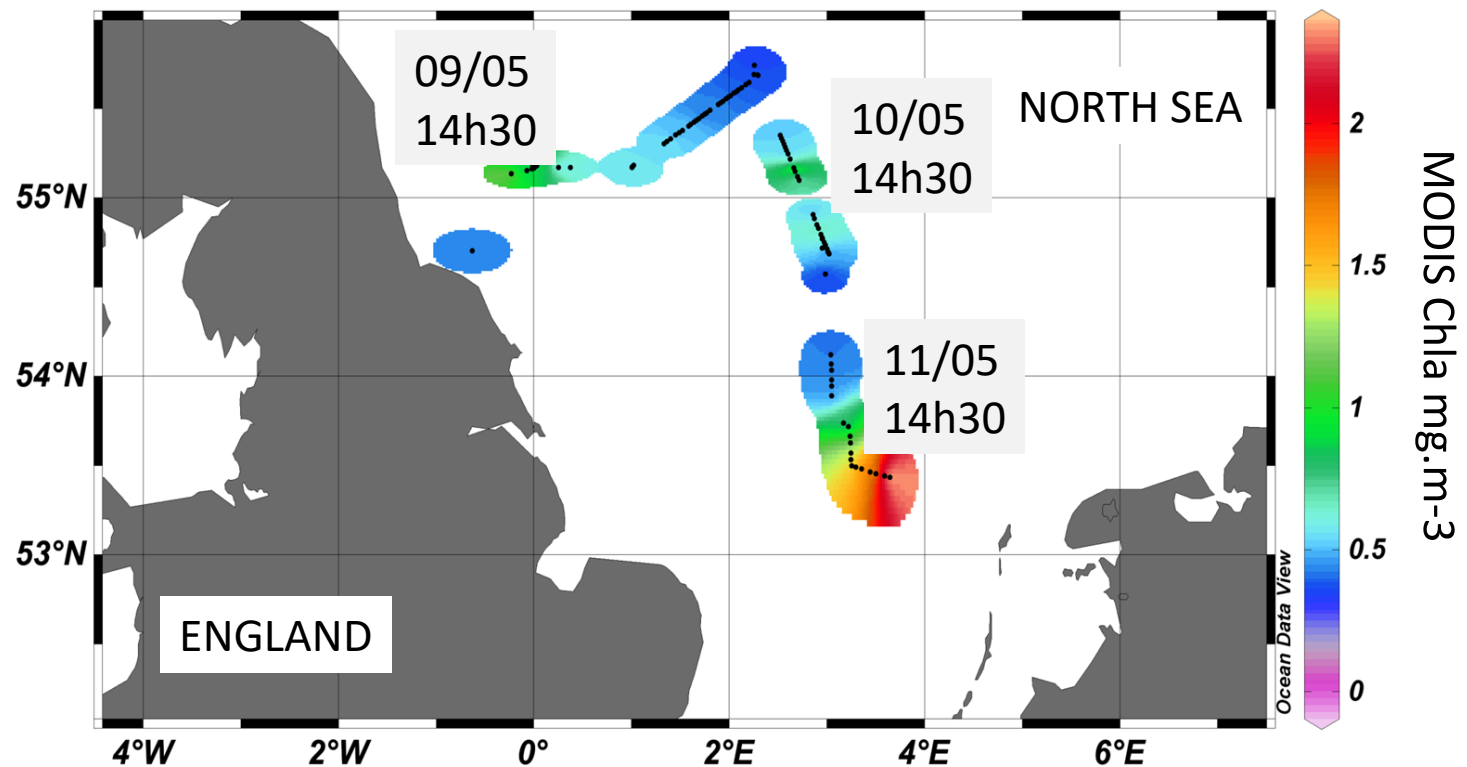 09/05
14h30
10/05
14h30
NORTH SEA
11/05
14h30
ENGLAND
55°N
54°N
53°N
4°W
2°W
0°
2°E
4°E
6°E
Ocean Data View
2
1.5
1
0.5
0
MODIS Chla mg.m-3